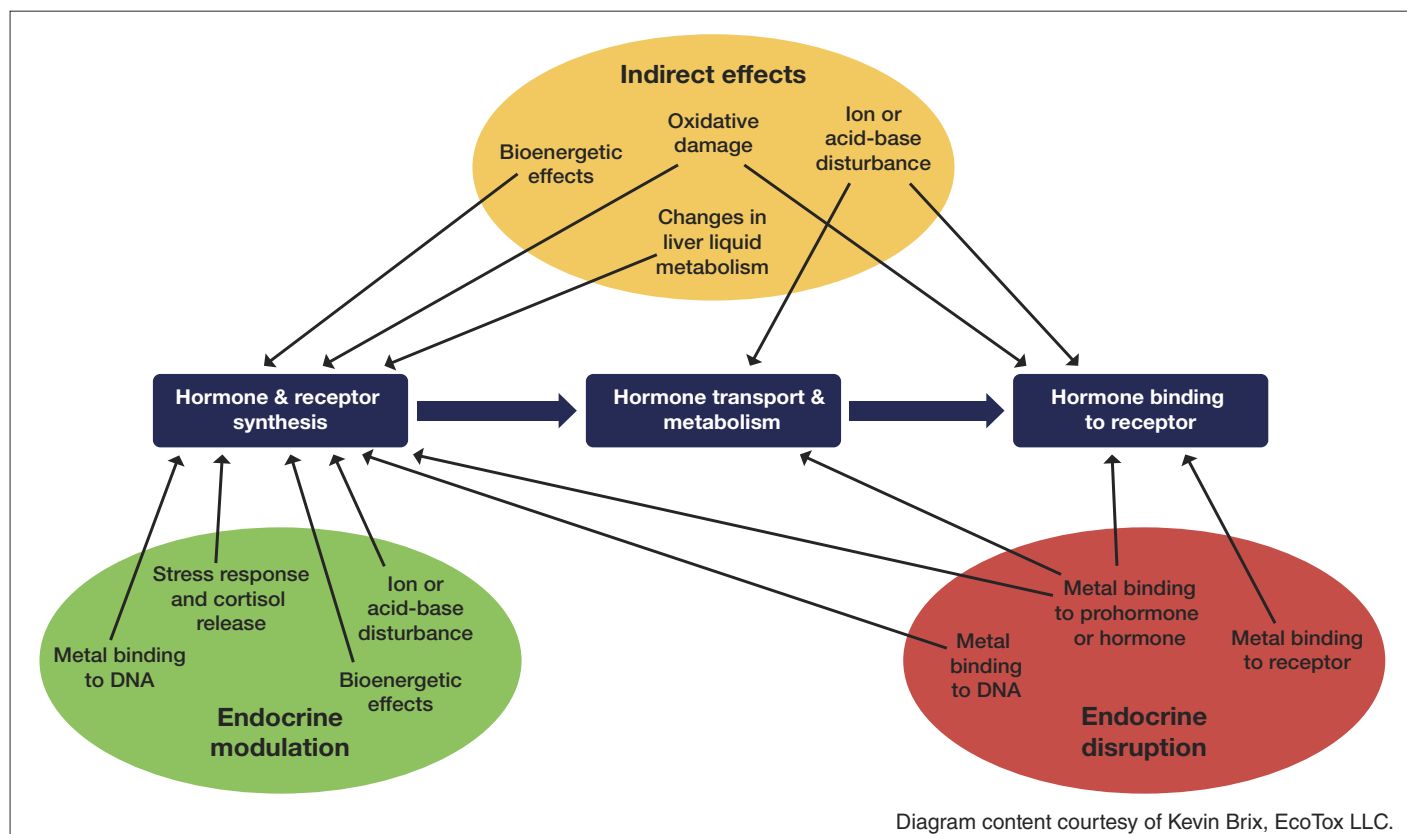 Indirect effects
Bioenergetic
effects
Oxidative
damage
Ion or
acid-base
disturbance
Changes in
liver liquid
metabolism
Hormone & receptor
synthesis
Hormone transport &
metabolism
Hormone binding
to receptor
Stress response
and cortisol
release
Ion or
acid-base
disturbance
Metal binding
to DNA
Bioenergetic
effects
Endocrine
modulation
Metal binding
to prohormone
or hormone
Metal
binding
to DNA
Metal binding
to receptor
Endocrine
disruption
Diagram content courtesy of Kevin Brix, EcoTox LLC.